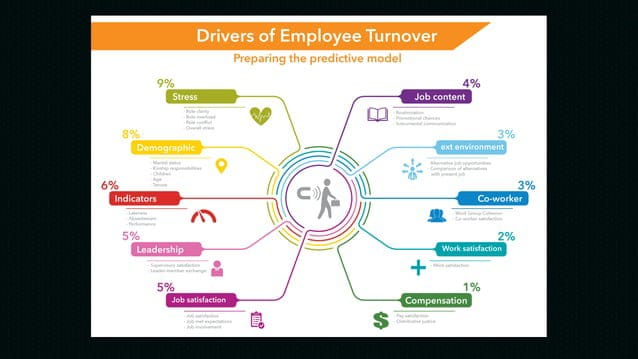 Drivers of Employee Turnover
Preparing the predictive model
9%
Stress
- Role clarity
- Role overload
- Role conflict
- Overall stress
8%
Demographic
- Marital status
- Kinship responsibilities
- Children
- Age
- Tenure
6%
Indicators
- Lateness
- Absenteeism
- Performance
5%
Leadership
- Supervisory satisfaction
- Leader-member exchange
5%
Job satisfaction
- Job satisfaction
- Job met expectations
- Job involvement
4%
Job content
- Routinization
- Promotional chances
- Instrumental communication
3%
ext environment
- Alternative job opportunities
- Comparison of alternatives
with present job
3%
Co-worker
- Work Group Cohesion
- Co-worker satisfaction
2%
Work satisfaction
- Work satisfaction
1%
Compensation
- Pay satisfaction
- Distributive justice